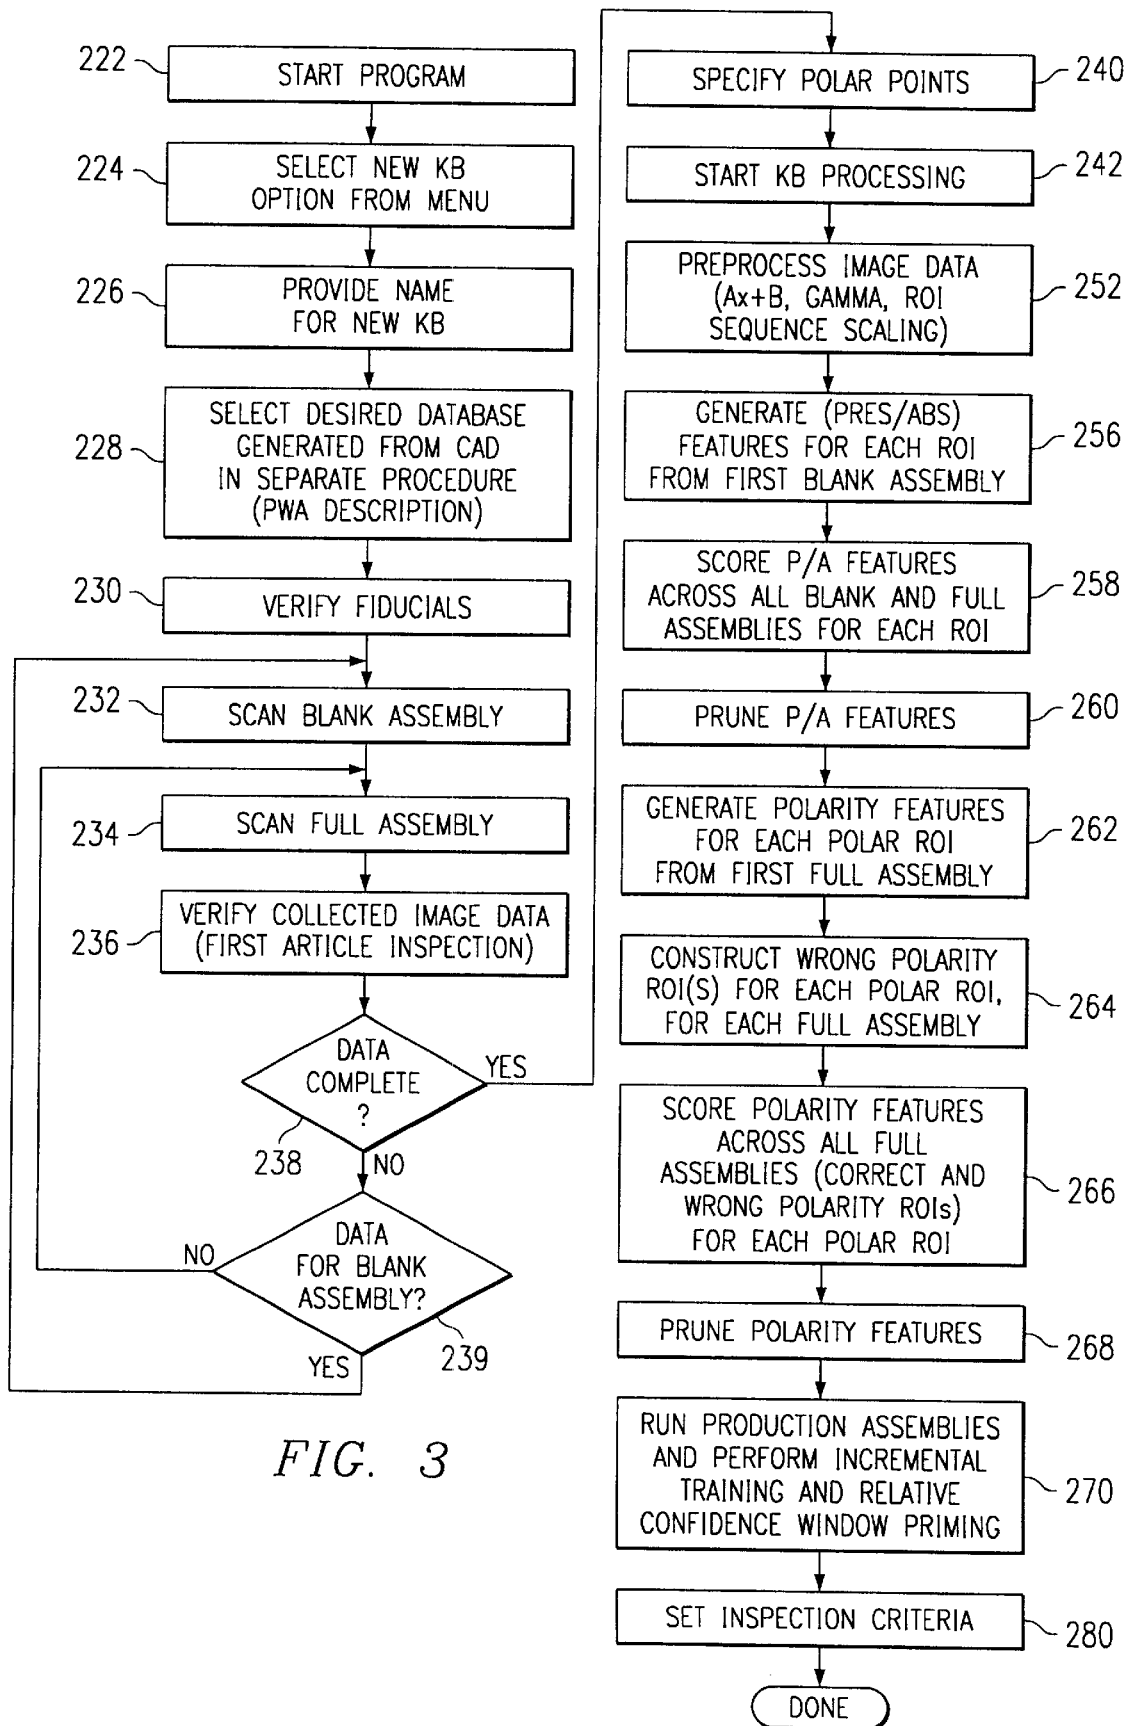 222
START PROGRAM
224
SELECT NEW KB
OPTION FROM MENU
226
PROVIDE NAME
FOR NEW KB
228
SELECT DESIRED DATABASE
GENERATED FROM CAD
IN SEPARATE PROCEDURE
(PWA DESCRIPTION)
230
VERIFY FIDUCIALS
232
SCAN BLANK ASSEMBLY
234
SCAN FULL ASSEMBLY
236
VERIFY COLLECTED IMAGE DATA
(FIRST ARTICLE INSPECTION)
DATA
COMPLETE
?
YES
238
NO
DATA
FOR BLANK
ASSEMBLY?
NO
YES
239
FIG. 3
SPECIFY POLAR POINTS
240
START KB PROCESSING
242
PREPROCESS IMAGE DATA
(Ax+B, GAMMA, ROI
SEQUENCE SCALING)
252
GENERATE (PRES/ABS)
FEATURES FOR EACH ROI
FROM FIRST BLANK ASSEMBLY
256
SCORE P/A FEATURES
ACROSS ALL BLANK AND FULL
ASSEMBLIES FOR EACH ROI
258
PRUNE P/A FEATURES
260
GENERATE POLARITY FEATURES
FOR EACH POLAR ROI
FROM FIRST FULL ASSEMBLY
262
CONSTRUCT WRONG POLARITY
ROI(S) FOR EACH POLAR ROI,
FOR EACH FULL ASSEMBLY
264
SCORE POLARITY FEATURES
ACROSS ALL FULL
ASSEMBLIES (CORRECT AND
WRONG POLARITY ROIs)
FOR EACH POLAR ROI
266
PRUNE POLARITY FEATURES
268
RUN PRODUCTION ASSEMBLIES
AND PERFORM INCREMENTAL
TRAINING AND RELATIVE
CONFIDENCE WINDOW PRIMING
270
SET INSPECTION CRITERIA
280
DONE